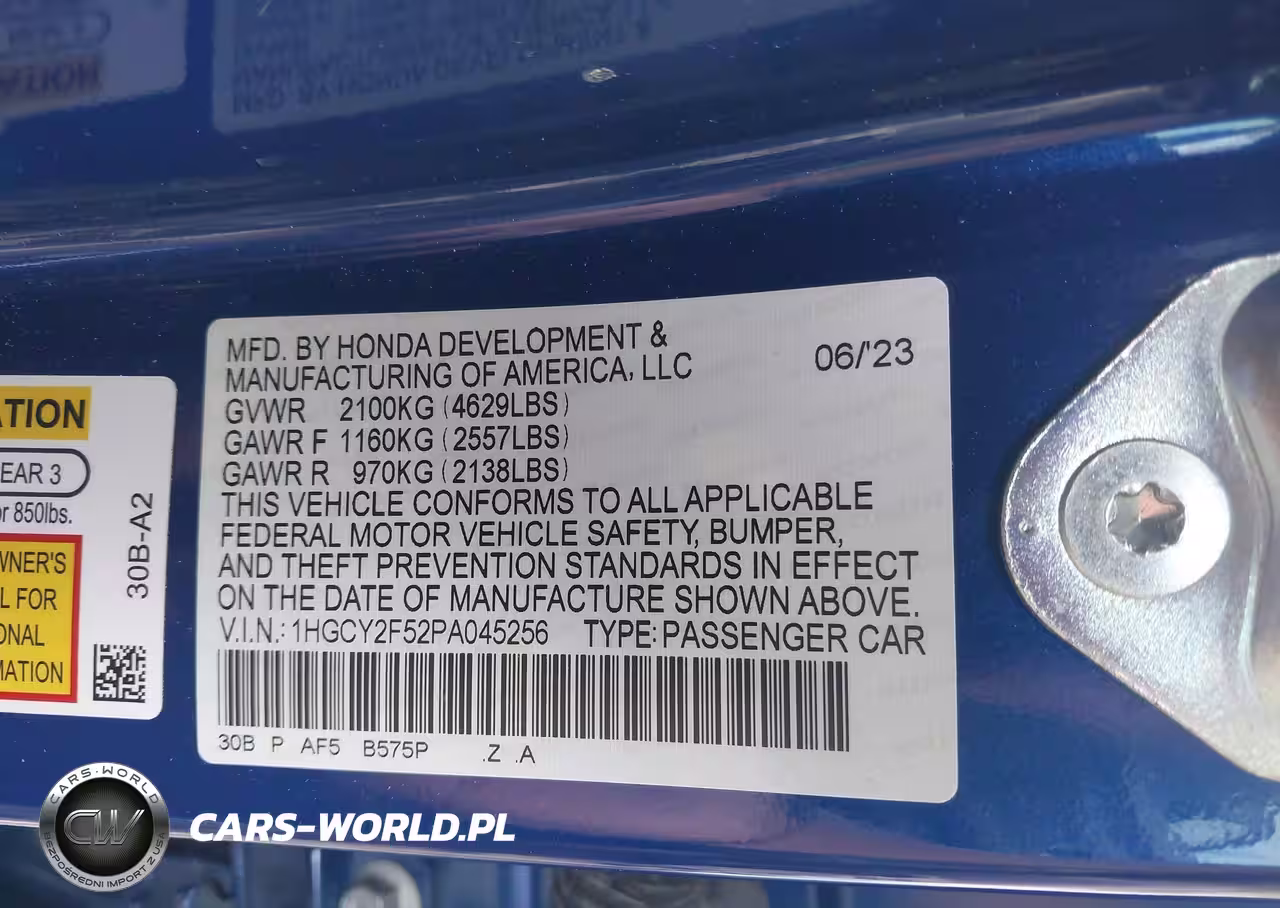 MFD. BY HONDA DEVELOPMENT &
MANUFACTURING OF AMERICA, LLC
06/'23
GVWR 2100KG (4629LBS)
GAWR F 1160KG (2557LBS)
GAWR R 970KG (2138LBS)
THIS VEHICLE CONFORMS TO ALL APPLICABLE
FEDERAL MOTOR VEHICLE SAFETY, BUMPER,
AND THEFT PREVENTION STANDARDS IN EFFECT
ON THE DATE OF MANUFACTURE SHOWN ABOVE.
V.I.N.: 1HGCY2F52PA045256 TYPE: PASSENGER CAR
30B P AF5 B575P .Z .A
ATION
EAR 3
or 850lbs.
WNER'S
L FOR
ONAL
MATION
30B-A2
CARS-WORLD
CW
BEZPOŚREDNI IMPORT Z USA
CARS-WORLD.PL